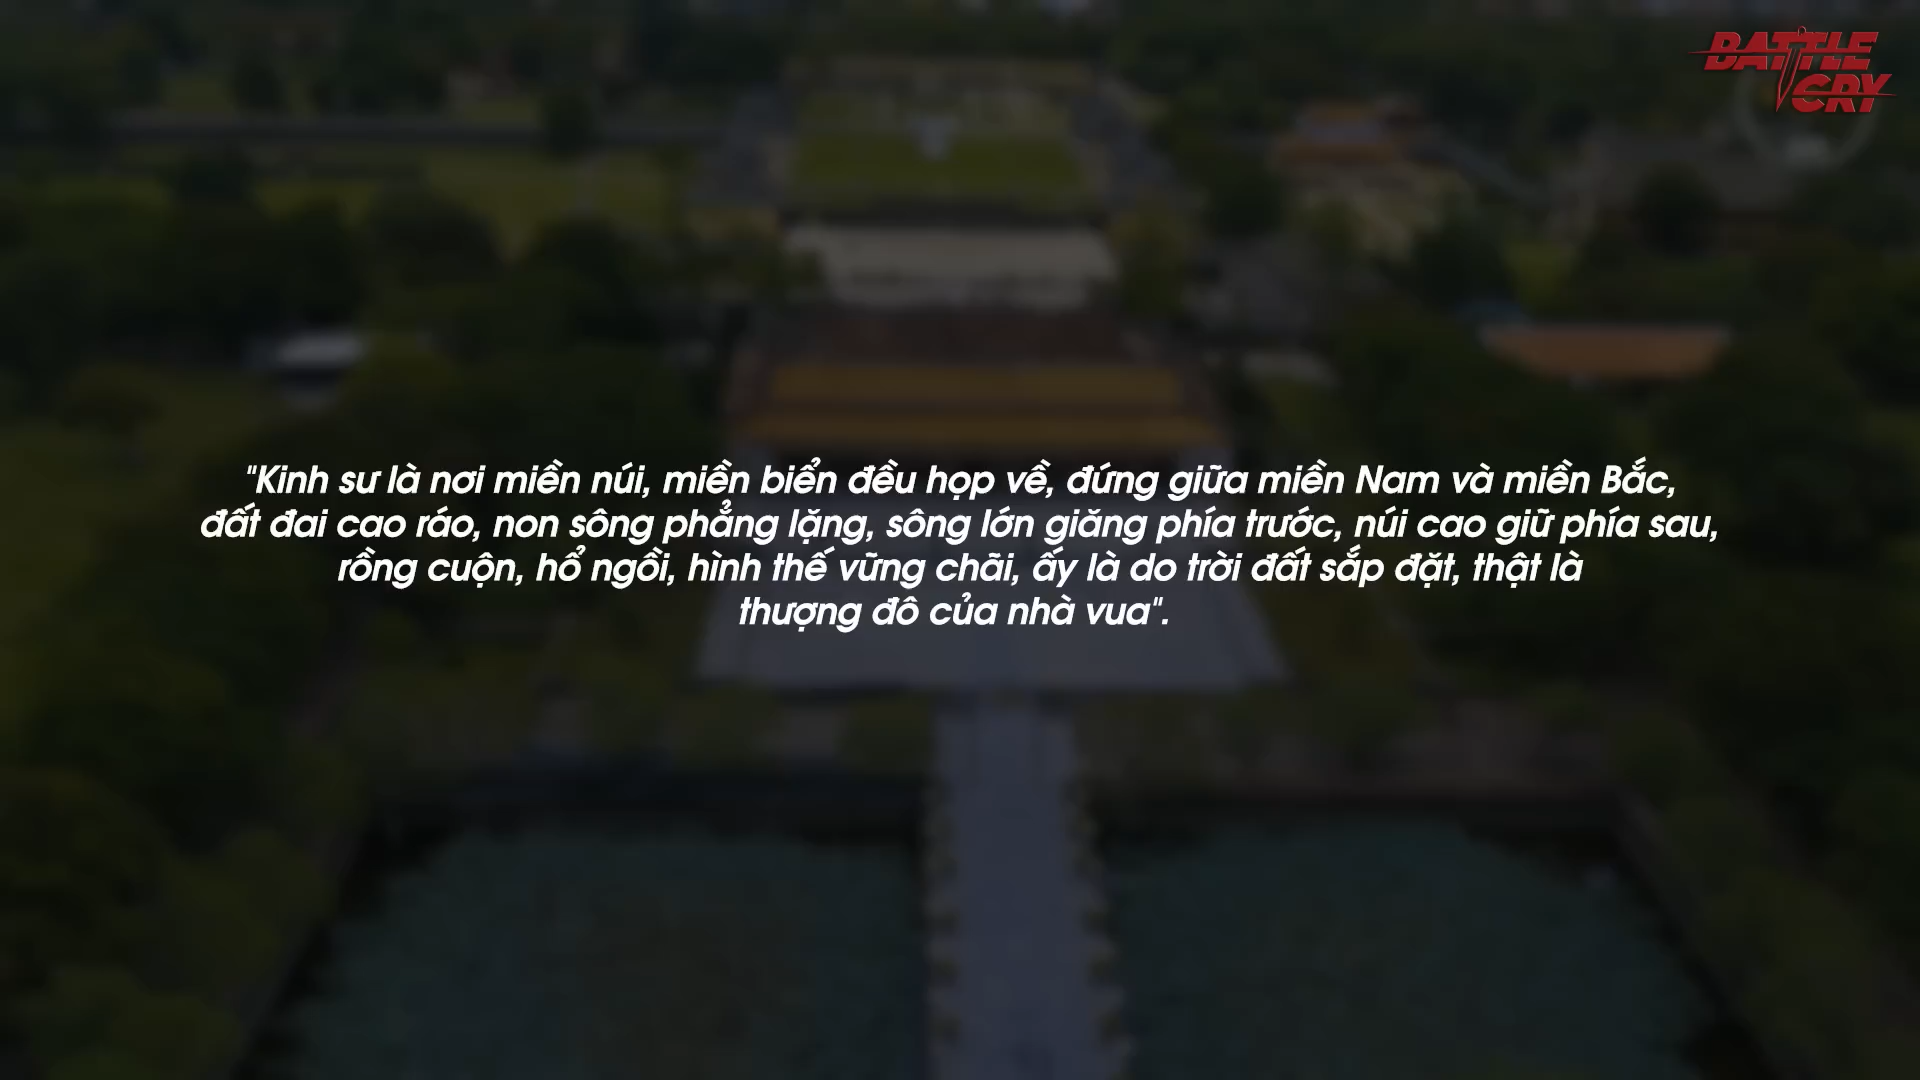 BATTLE
CRY
"Kinh sư là nơi miền núi, miền biển đều họp về, đứng giữa miền Nam và miền Bắc,
đất đai cao ráo, non sông phẳng lặng, sông lớn giăng phía trước, núi cao giữ phía sau,
rồng cuộn, hổ ngồi, hình thế vững chãi, ấy là do trời đất sắp đặt, thật là
thượng đô của nhà vua".